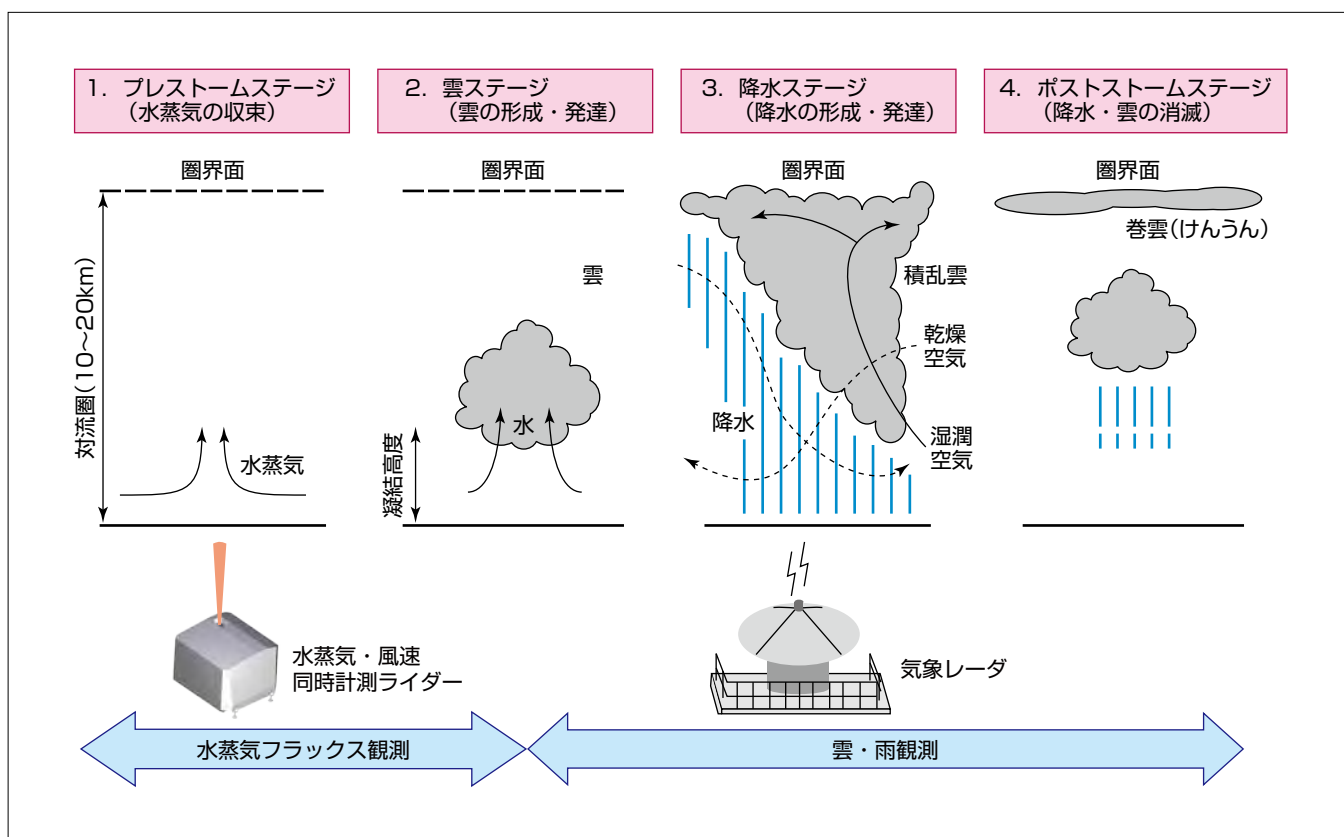 1. プレストームステージ
(水蒸気の収束)
2. 雲ステージ
(雲の形成・発達)
3. 降水ステージ
(降水の形成・発達)
4. ポストストームステージ
(降水・雲の消滅)
圏界面
対流圏(10〜20km)
水蒸気
圏界面
雲
水
凝結高度
圏界面
積乱雲
乾燥
空気
降水
湿潤
空気
圏界面
巻雲(けんうん)
水蒸気・風速
同時計測ライダー
気象レーダ
水蒸気フラックス観測
雲・雨観測